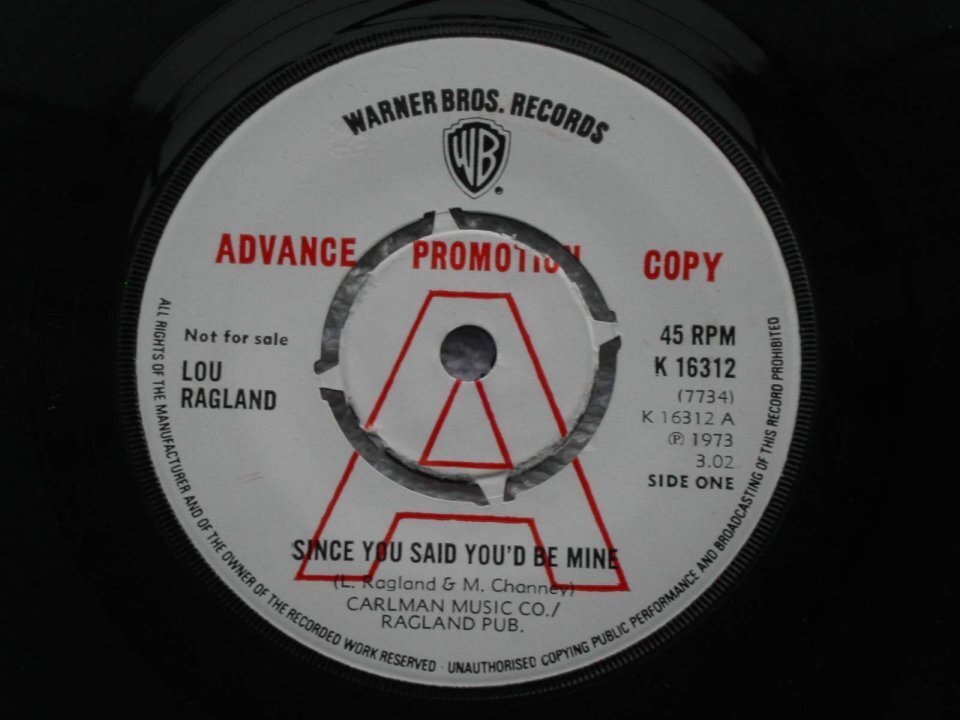 WARNER BROS. RECORDS
WB
ADVANCE PROMOTION COPY
A
Not for sale
LOU
RAGLAND
45 RPM
K 16312
(7734)
K 16312 A
℗ 1973
3.02
SIDE ONE
SINCE YOU SAID YOU'D BE MINE
(L. Ragland & M. Channey)
CARLMAN MUSIC CO./
RAGLAND PUB.
ALL RIGHTS OF THE MANUFACTURER AND OF THE OWNER OF THE RECORDED WORK RESERVED · UNAUTHORISED COPYING PUBLIC PERFORMANCE AND BROADCASTING OF THIS RECORD PROHIBITED